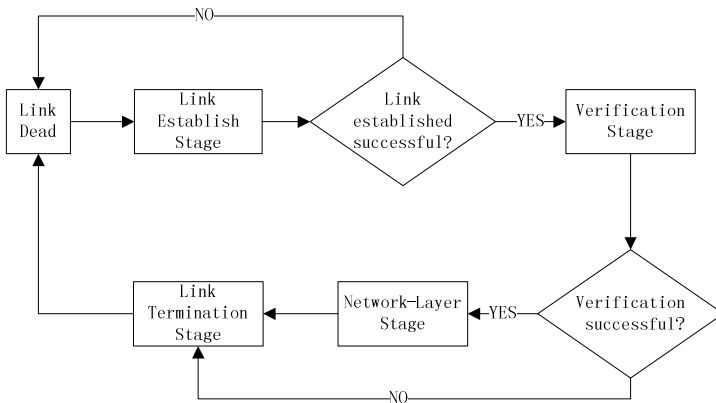 NO
Link
Dead
Link
Establish
Stage
Link
established
successful?
YES
Verification
Stage
Link
Termination
Stage
Network-Layer
Stage
YES
Verification
successful?
NO